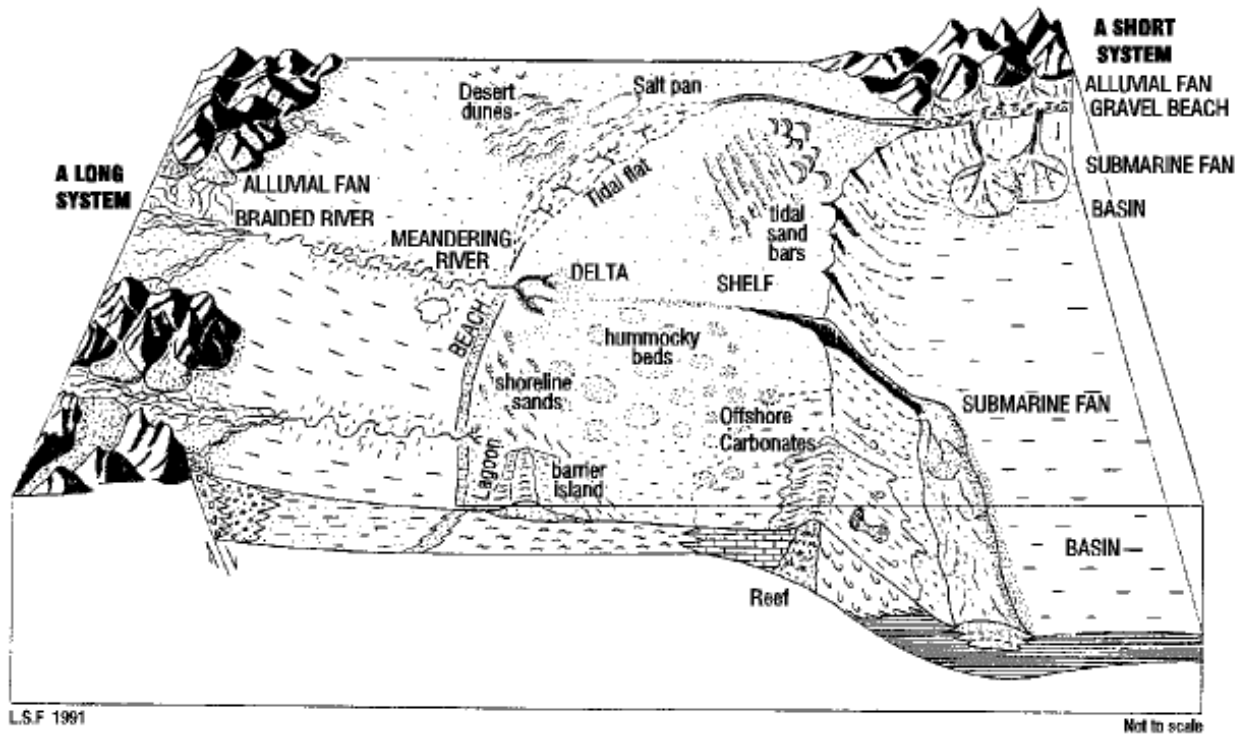 A SHORT
SYSTEM
ALLUVIAL FAN
GRAVEL BEACH
SUBMARINE FAN
BASIN
Desert
dunes
Salt pan
Tidal flat
tidal
sand
bars
A LONG
SYSTEM
ALLUVIAL FAN
BRAIDED RIVER
MEANDERING
RIVER
DELTA
SHELF
BEACH
hummocky
beds
shoreline
sands
Offshore
Carbonates
SUBMARINE FAN
Lagoon
barrier
island
BASIN
Reef
L.S.F 1991
Not to scale